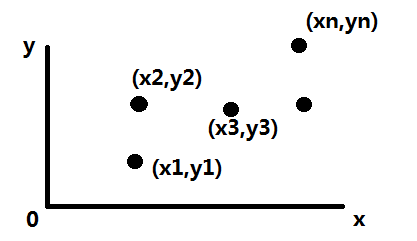 (xn,yn)
y
(x2,y2)
(x3,y3)
(x1,y1)
0
x